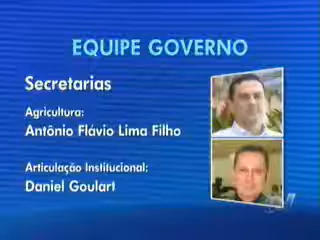 EQUIPE GOVERNO
Secretarias
Agricultura:
Antônio Flávio Lima Filho
Articulação Institucional:
Daniel Goulart